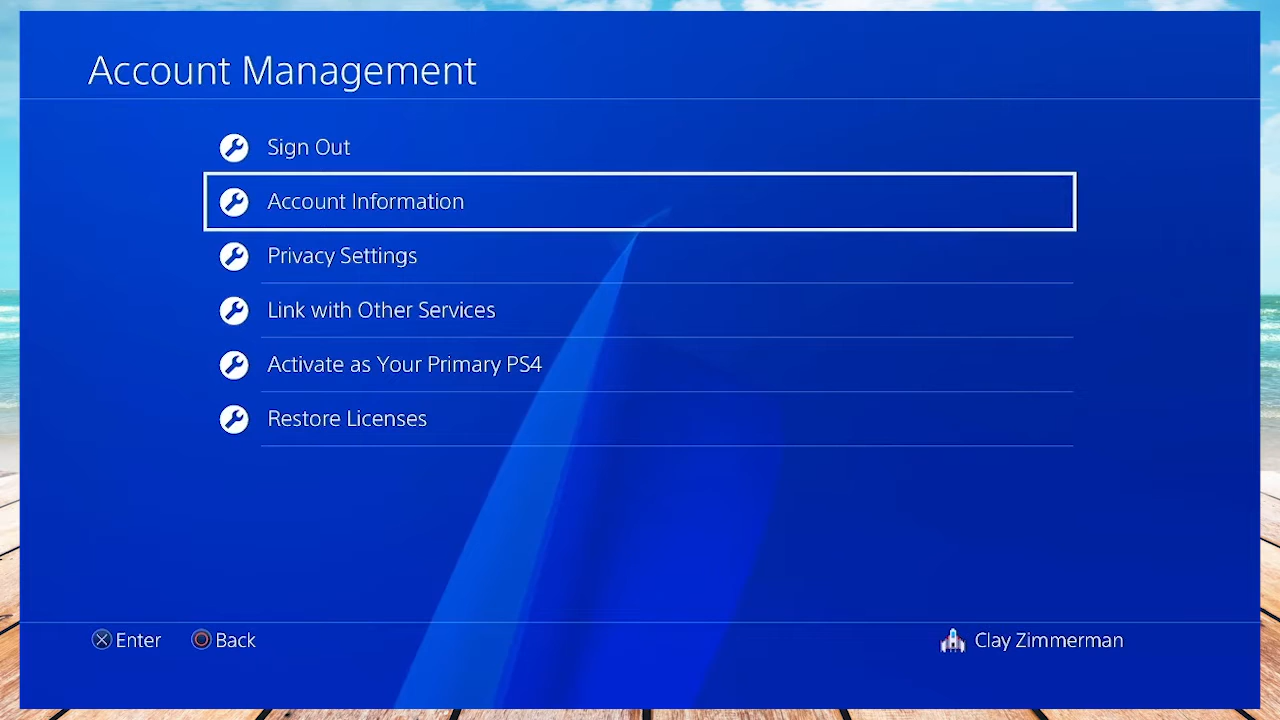 Account Management
Sign Out
Account Information
Privacy Settings
Link with Other Services
Activate as Your Primary PS4
Restore Licenses
Enter Back Clay Zimmerman